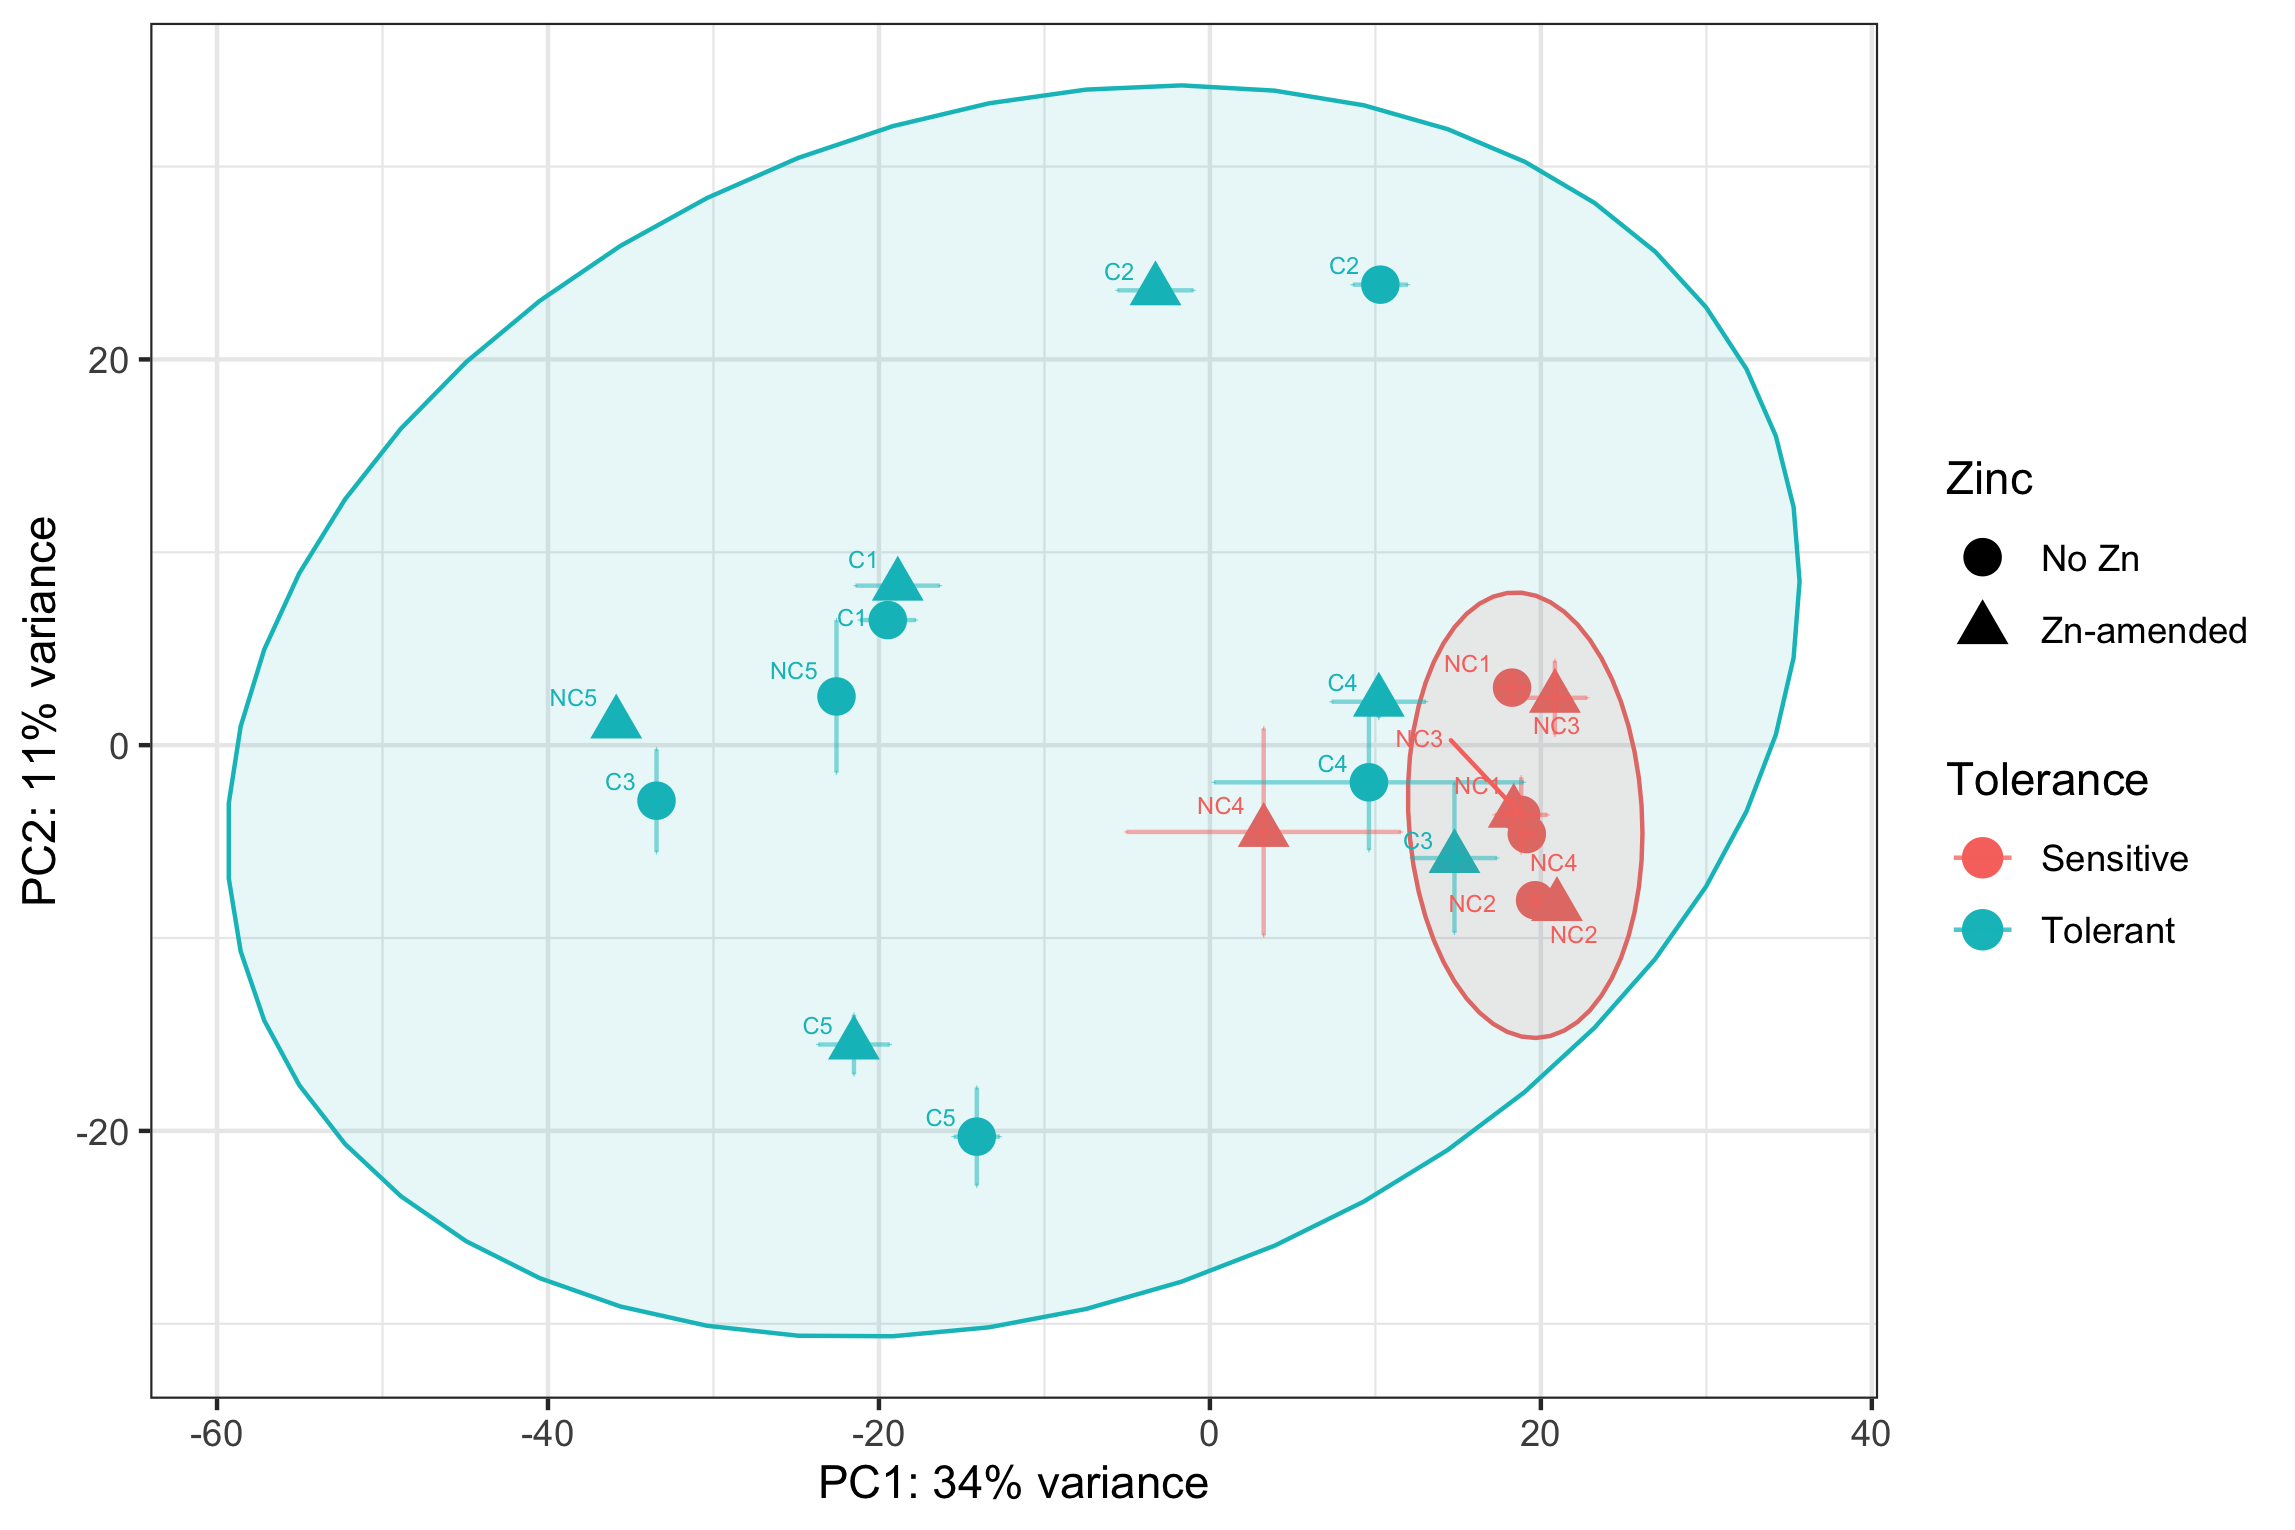 C2
C2
20
C1
C1
NC5
NC5
C3
C4
C4
NC4
NC1
NC3
NC3
NC1
C3
NC4
NC2
NC2
0
C5
C5
-20
-60
-40
-20
0
20
40
PC1: 34% variance
PC2: 11% variance
Zinc
No Zn
Zn-amended
Tolerance
Sensitive
Tolerant